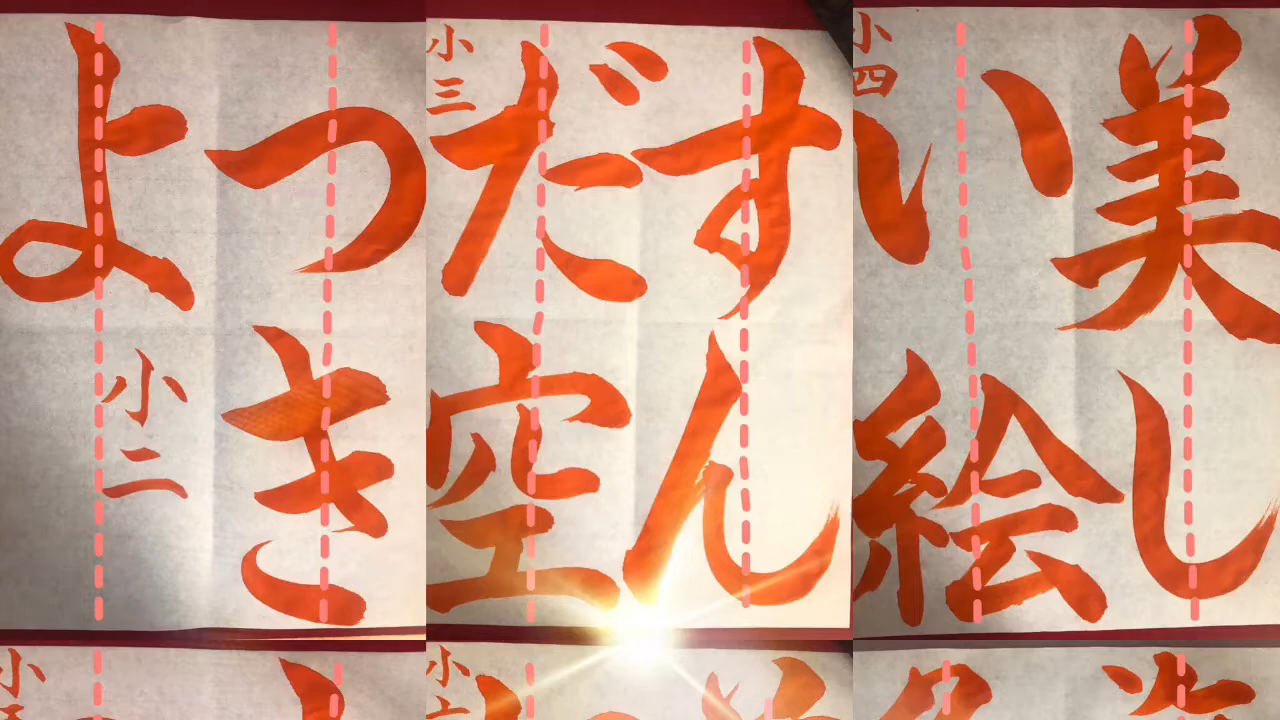 つき
よ
小二
すん
だ空
小三
美し
い絵
小四